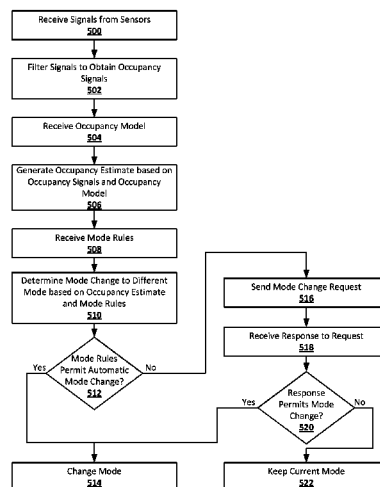 Receive Signals from Sensors
500
Filter Signals to Obtain Occupancy
Signals
502
Receive Occupancy Model
504
Generate Occupancy Estimate based on
Occupancy Signals and Occupancy
Model
506
Receive Mode Rules
508
Determine Mode Change to Different
Mode based on Occupancy Estimate
and Mode Rules
510
Yes
Mode Rules
Permit Automatic
Mode Change?
512
No
Send Mode Change Request
516
Receive Response to Request
518
Yes
Response
Permits Mode
Change?
520
No
Change Mode
514
Keep Current Mode
522